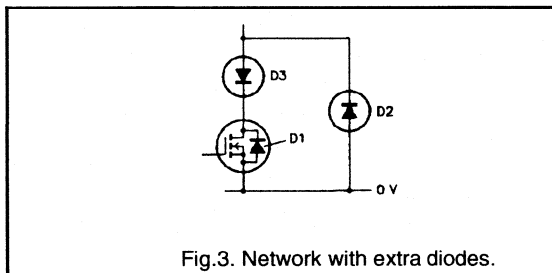 D3
D2
D1
0 V
Fig.3. Network with extra diodes.